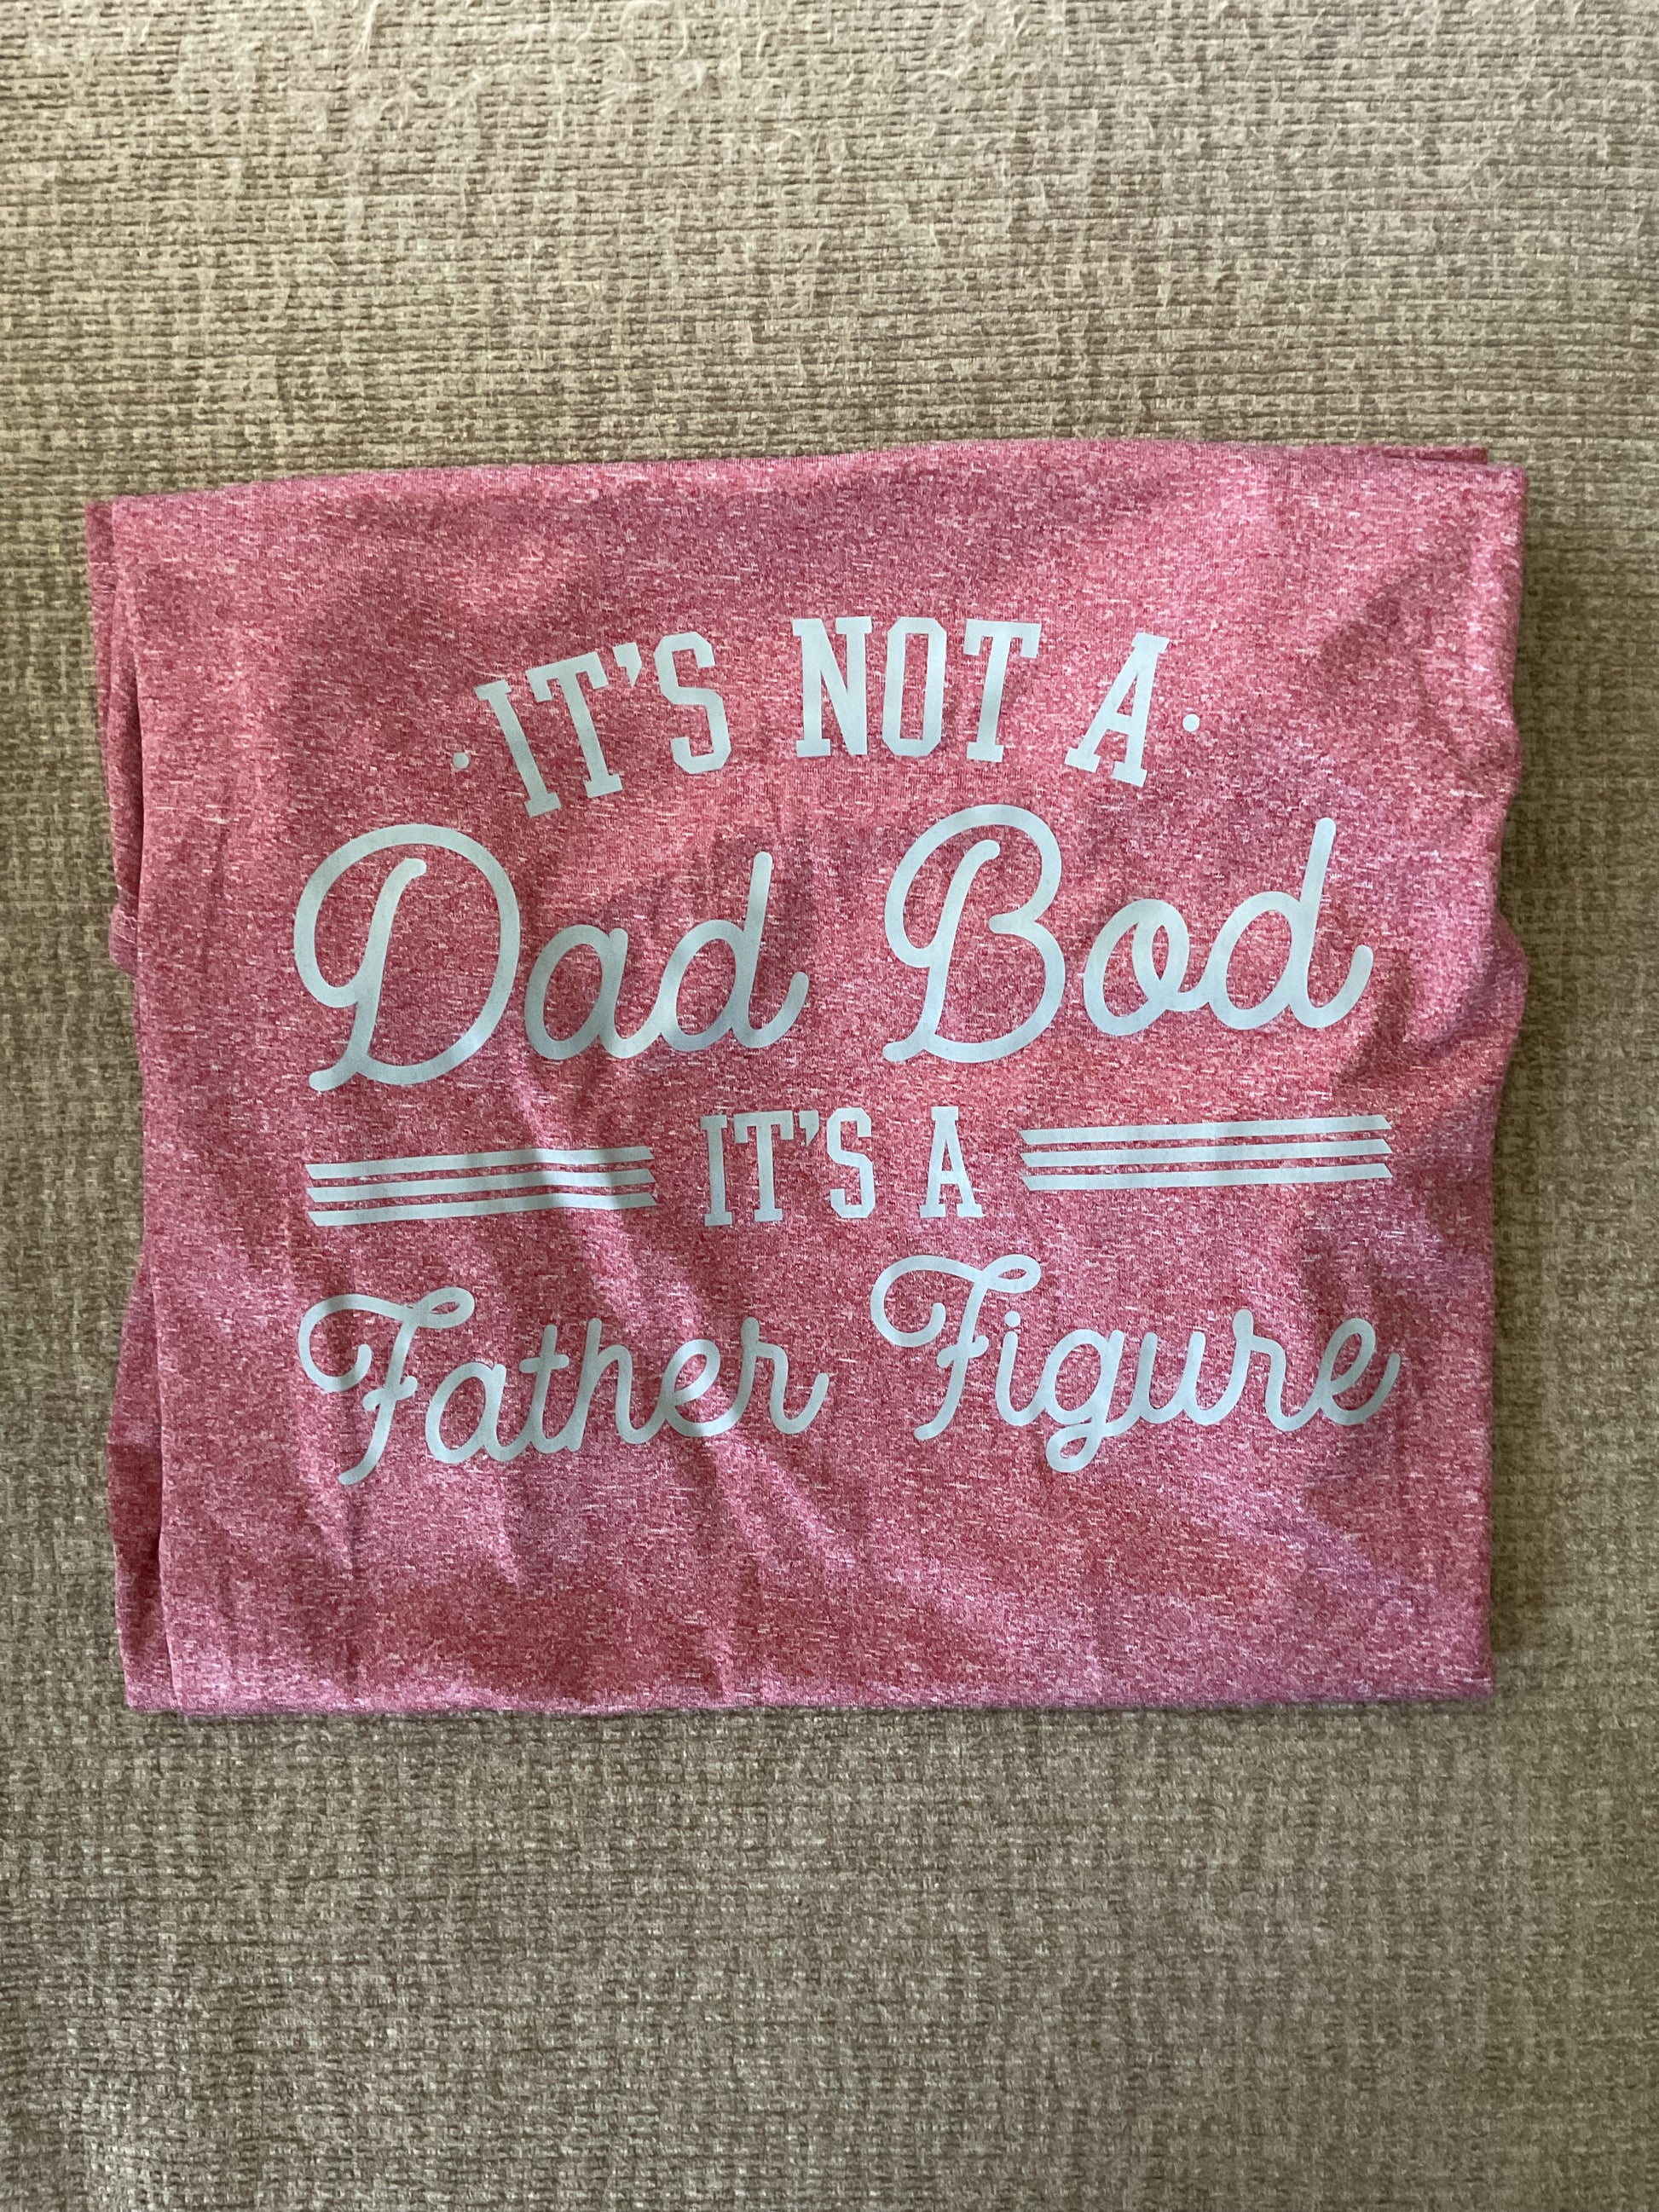 ·IT'S NOT A·
Dad Bod
IT'S A
Father Figure